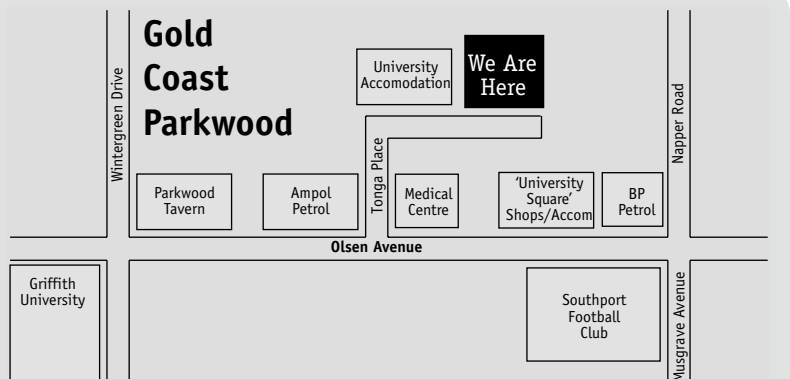 Gold
Coast
Parkwood
University
Accomodation
We Are
Here
Wintergreen Drive
Tonga Place
Napper Road
Parkwood
Tavern
Ampol
Petrol
Medical
Centre
‘University
Square’
Shops/Accom
BP
Petrol
Olsen Avenue
Griffith
University
Southport
Football
Club
Musgrave Avenue